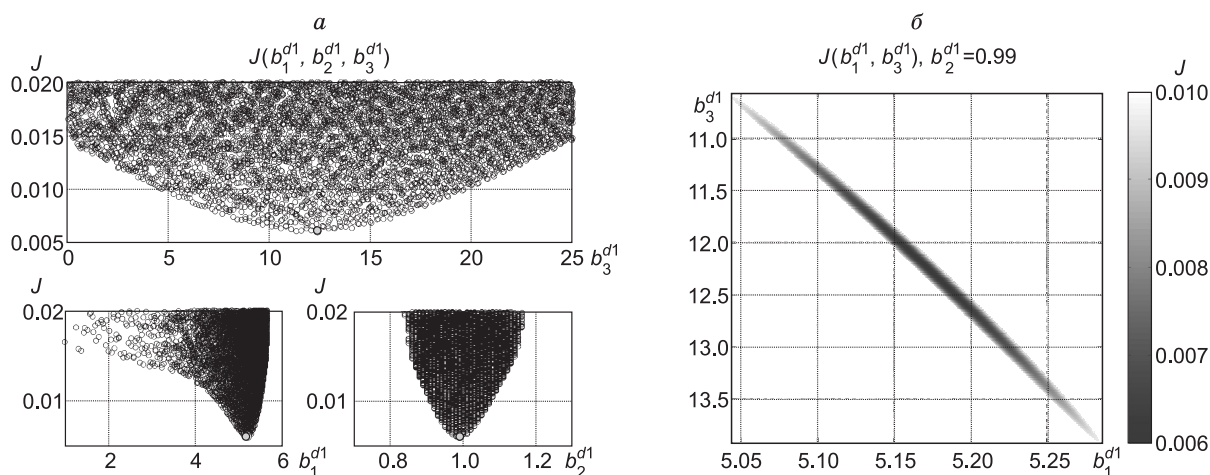 а
J
J(b₁ᵈ¹, b₂ᵈ¹, b₃ᵈ¹)
0.020
0.015
0.010
0.005
0 5 10 15 20 25 b₃ᵈ¹
J
0.02
0.01
2 4 6 b₁ᵈ¹
J
0.02
0.01
0.8 1.0 1.2 b₂ᵈ¹
б
J(b₁ᵈ¹, b₃ᵈ¹), b₂ᵈ¹=0.99
b₃ᵈ¹
11.0
11.5
12.0
12.5
13.0
13.5
5.05 5.10 5.15 5.20 5.25 b₁ᵈ¹
J
0.010
0.009
0.008
0.007
0.006